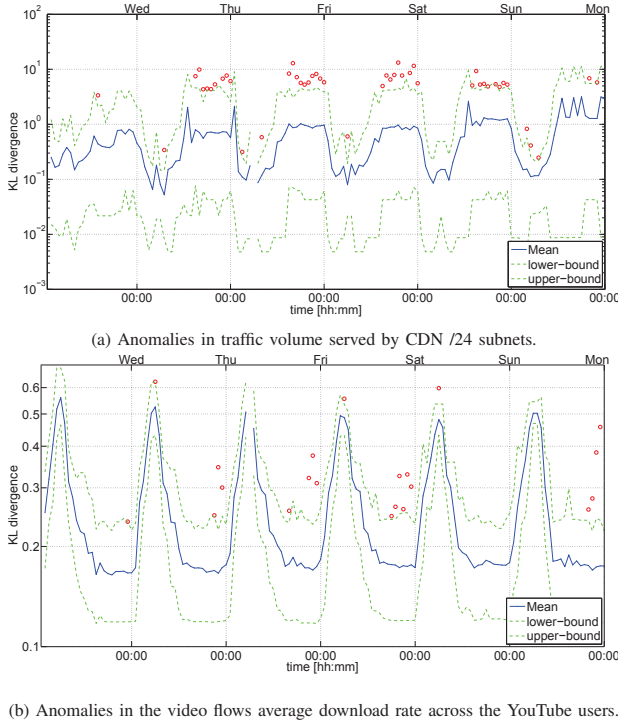 Wed Thu Fri Sat Sun Mon
10^2
10^1
10^0
10^−1
10^−2
10^−3
KL divergence
Mean
lower−bound
upper−bound
00:00 00:00 00:00 00:00 00:00 00:00
time [hh:mm]
(a) Anomalies in traffic volume served by CDN /24 subnets.
Wed Thu Fri Sat Sun Mon
0.6
0.5
0.4
0.3
0.2
0.1
KL divergence
Mean
lower−bound
upper−bound
00:00 00:00 00:00 00:00 00:00 00:00
time [hh:mm]
(b) Anomalies in the video flows average download rate across the YouTube users.